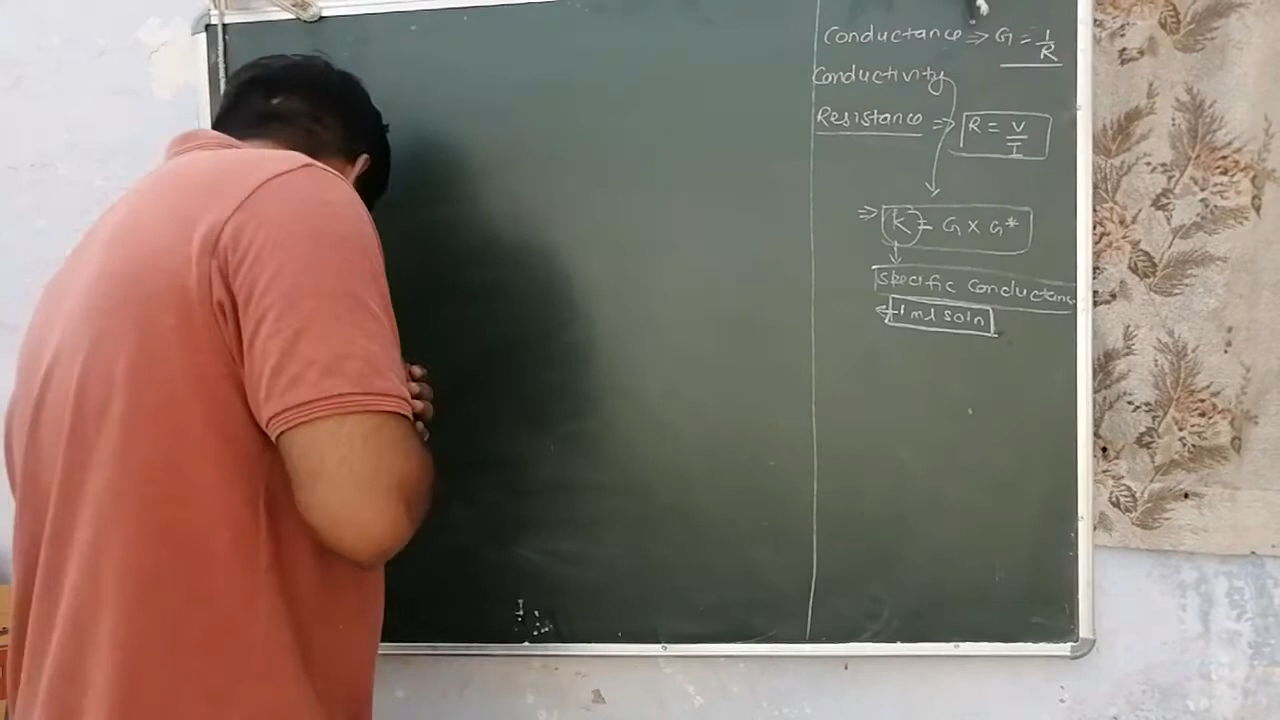 Conductance ⇒ G = 1/R
Conductivity
Resistance ⇒ R = V/I
⇒ K = G × G*
Specific Conductance
1 ml soln